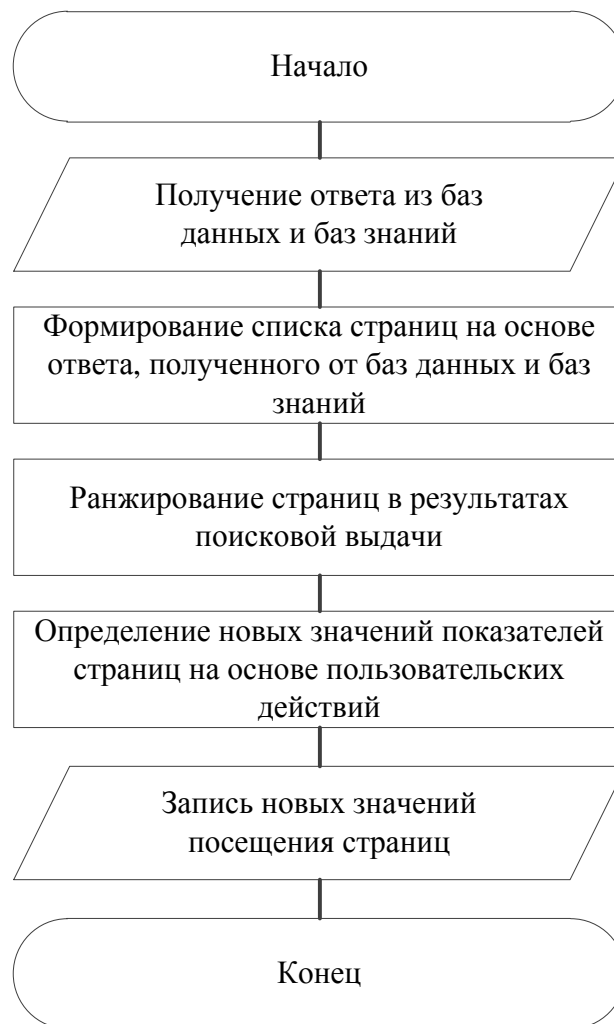 Начало
Получение ответа из баз
данных и баз знаний
Формирование списка страниц на основе
ответа, полученного от баз данных и баз
знаний
Ранжирование страниц в результатах
поисковой выдачи
Определение новых значений показателей
страниц на основе пользовательских
действий
Запись новых значений
посещения страниц
Конец